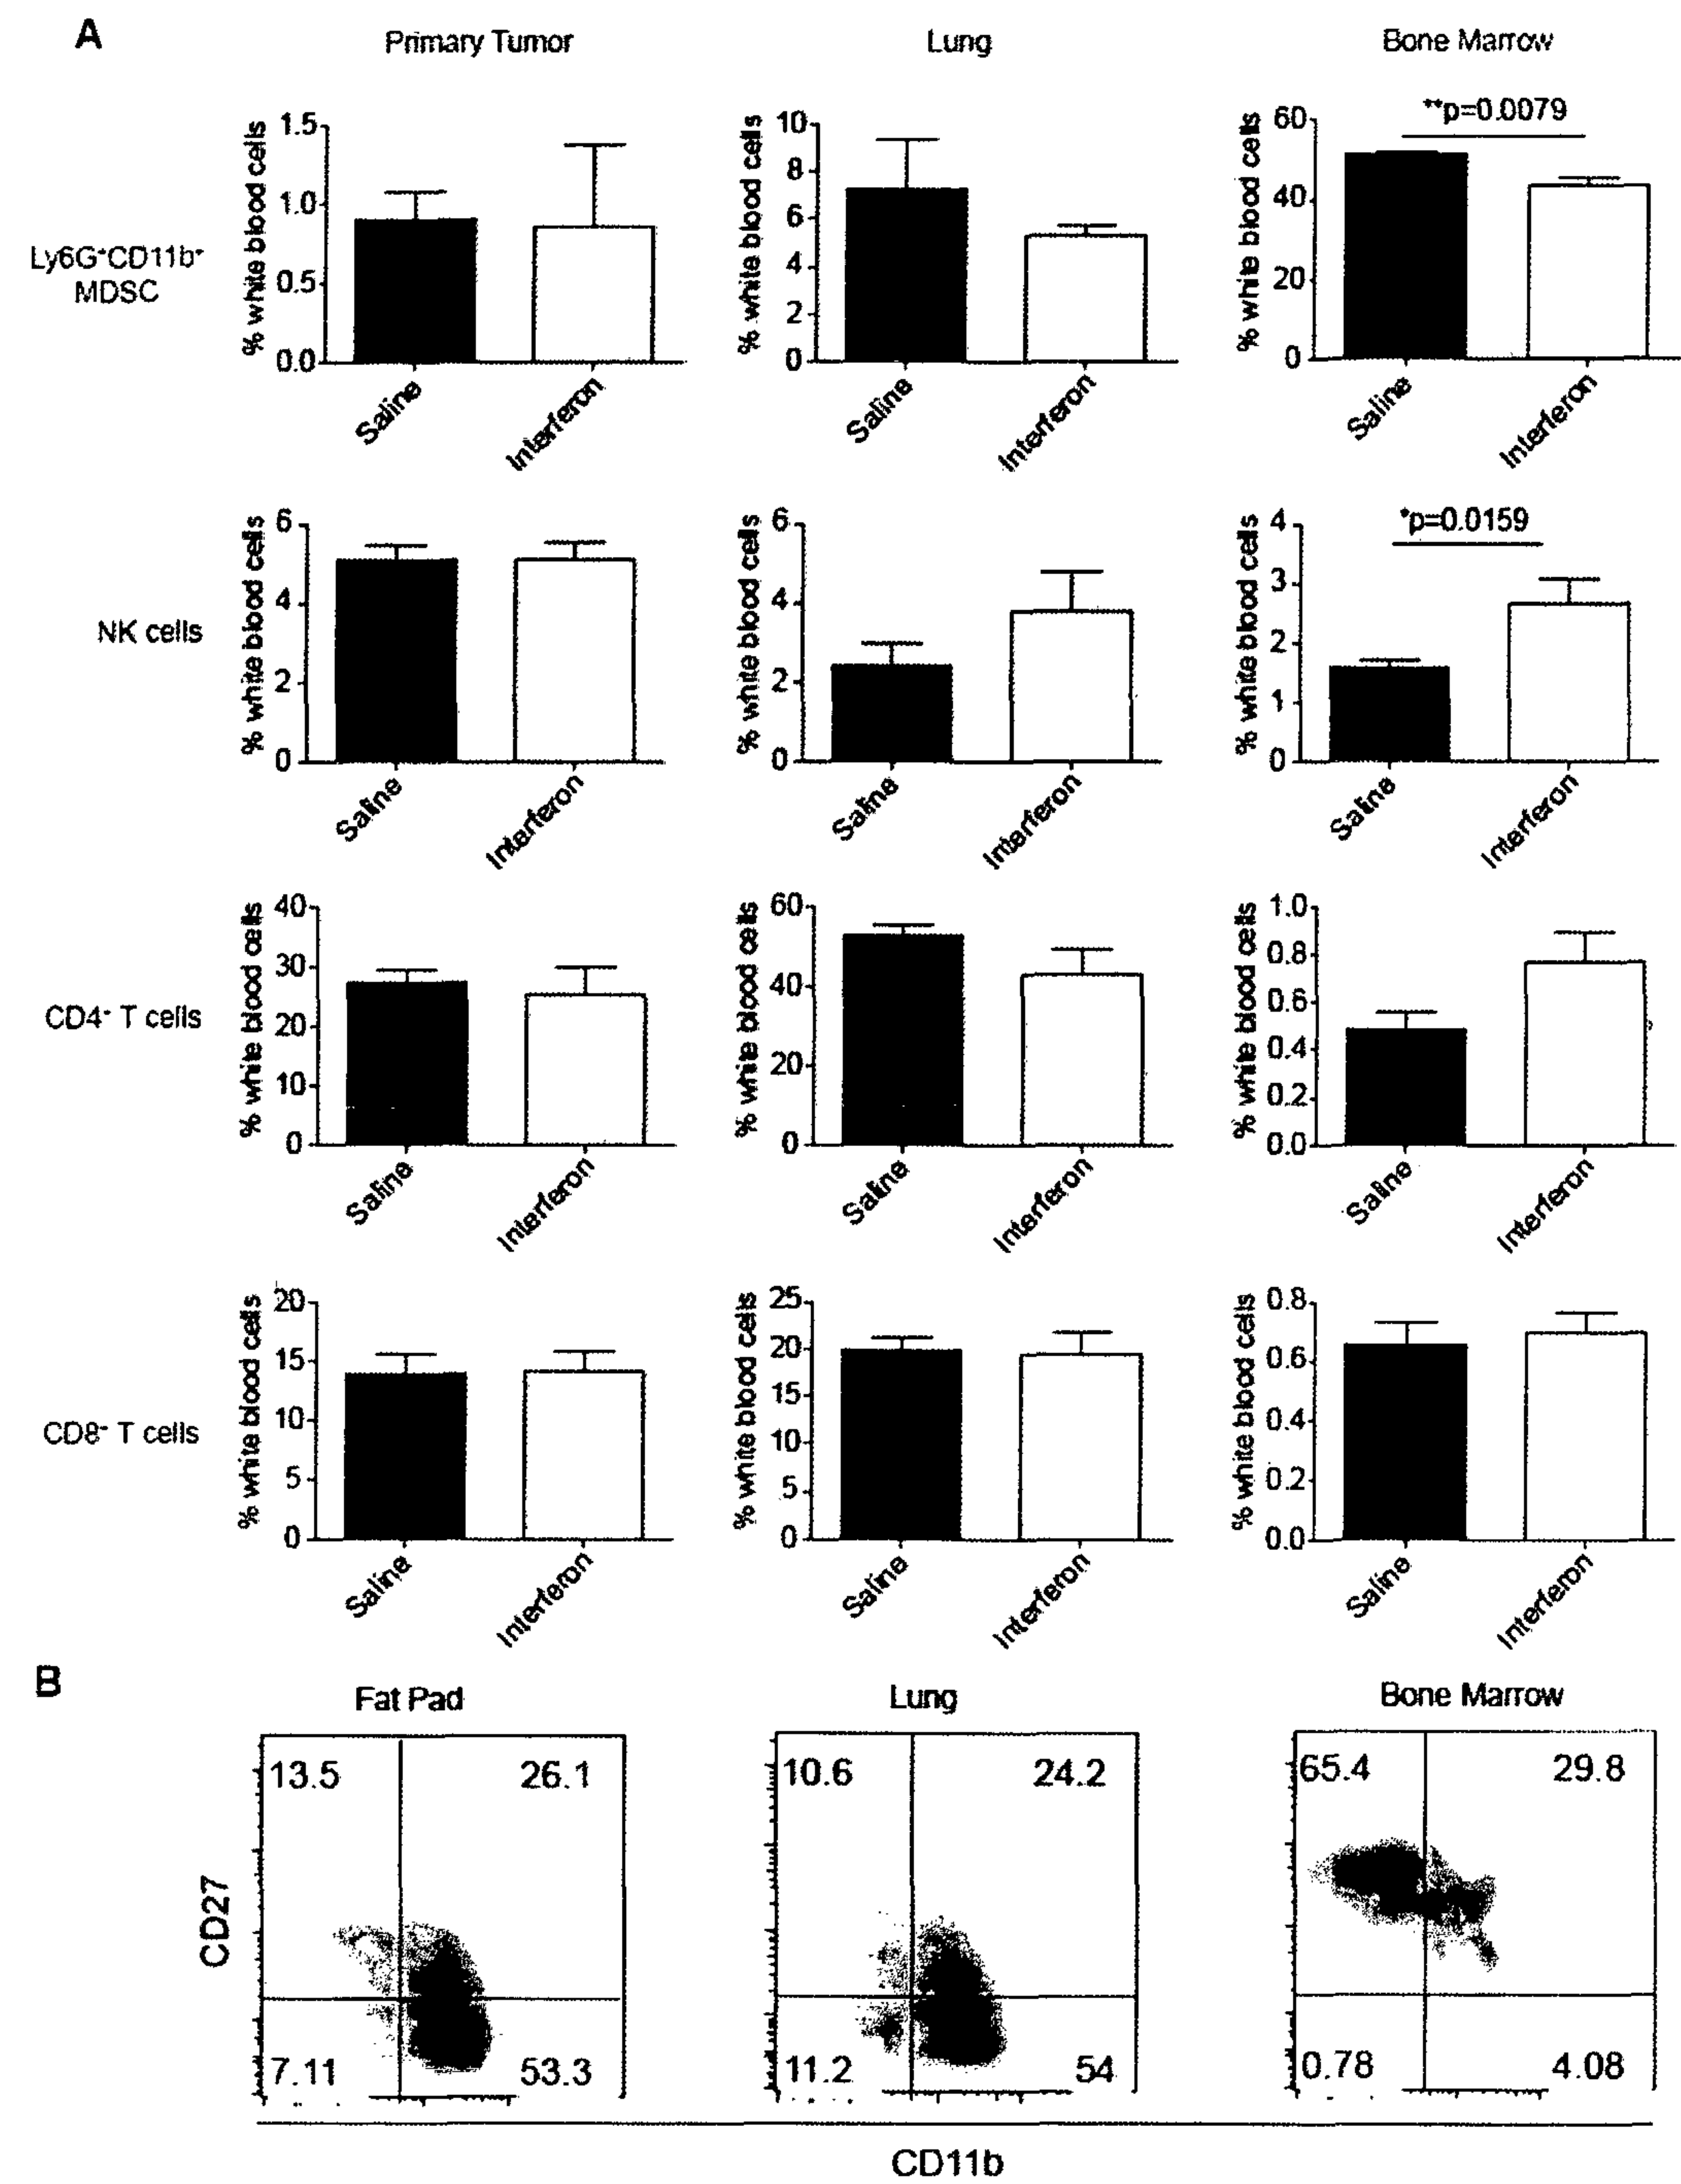 A
Primary Tumor Lung Bone Marrow
Ly6G⁺CD11b⁺
MDSC
% white blood cells
1.5
1.0
0.5
0.0
Saline Interferon
% white blood cells
10
8
6
4
2
0
Saline Interferon
**p=0.0079
% white blood cells
60
40
20
0
Saline Interferon
NK cells
% white blood cells
6
4
2
0
Saline Interferon
% white blood cells
6
4
2
0
Saline Interferon
*p=0.0159
% white blood cells
4
3
2
1
0
Saline Interferon
CD4⁺ T cells
% white blood cells
40
30
20
10
0
Saline Interferon
% white blood cells
60
40
20
0
Saline Interferon
% white blood cells
1.0
0.8
0.6
0.4
0.2
0.0
Saline Interferon
CD8⁺ T cells
% white blood cells
20
15
10
5
0
Saline Interferon
% white blood cells
25
20
15
10
5
0
Saline Interferon
% white blood cells
0.8
0.6
0.4
0.2
0.0
Saline Interferon
B
Fat Pad Lung Bone Marrow
CD27
13.5 26.1
7.11 53.3
10.6 24.2
11.2 54
65.4 29.8
0.78 4.08
CD11b